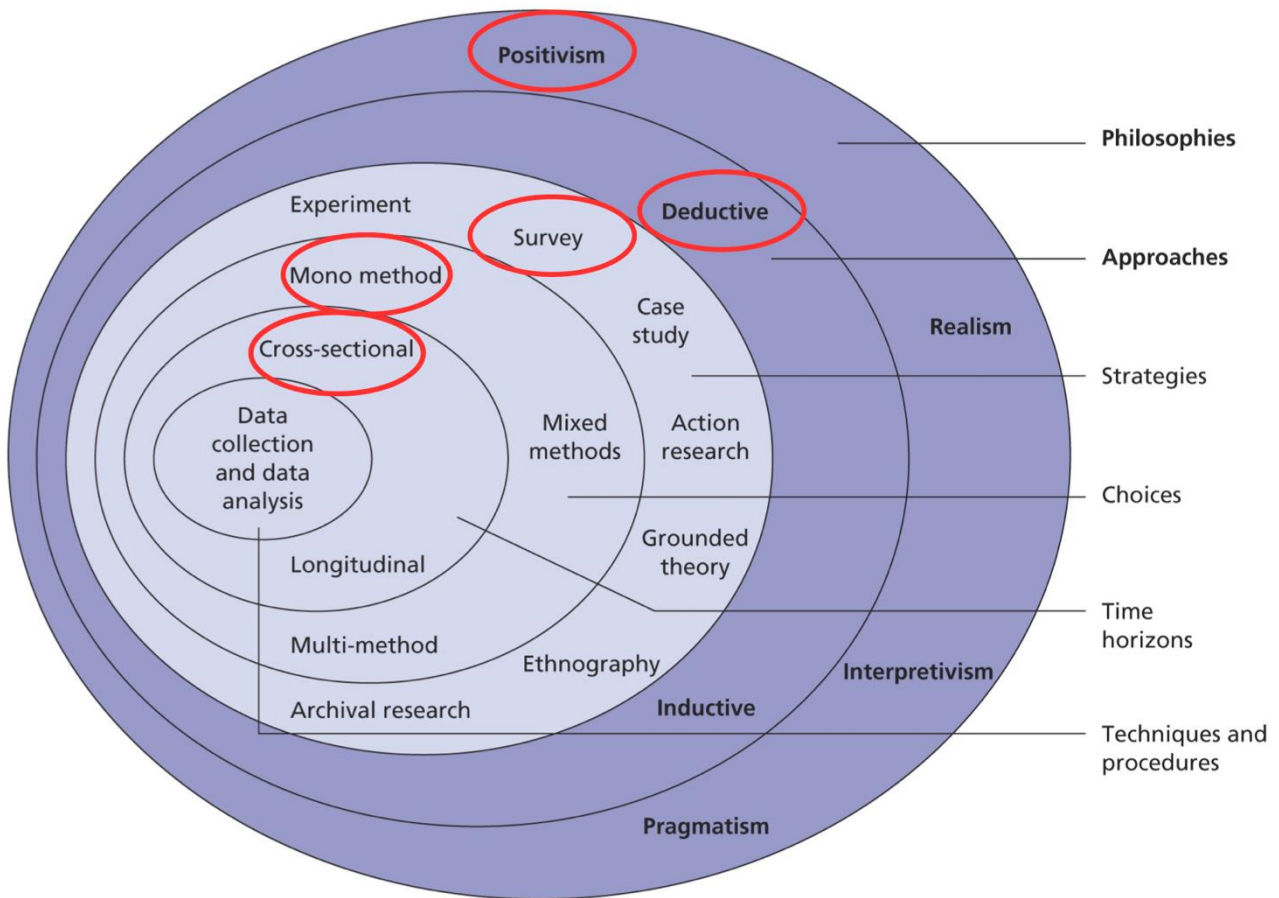 Positivism
Philosophies
Experiment
Deductive
Survey
Approaches
Mono method
Case
study
Realism
Cross-sectional
Strategies
Data
collection
and data
analysis
Mixed
methods
Action
research
Choices
Grounded
theory
Longitudinal
Time
horizons
Multi-method
Ethnography
Interpretivism
Archival research
Inductive
Techniques and
procedures
Pragmatism